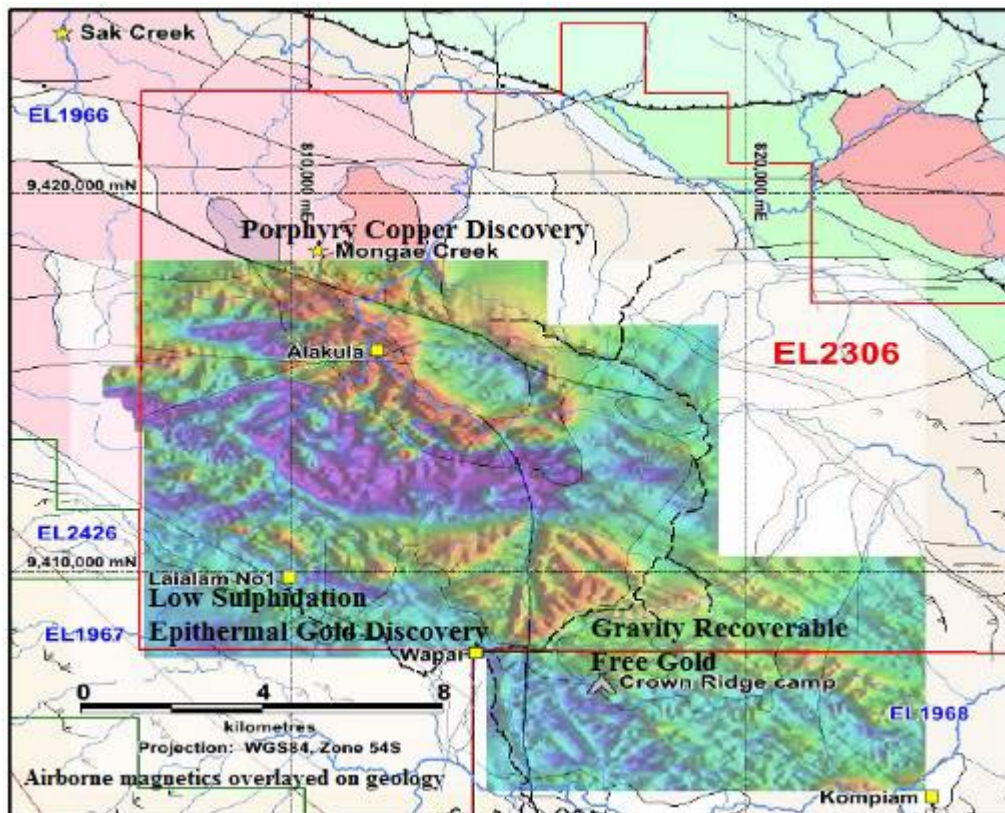 Sak Creek
EL1966
810,000 mE
820,000 mE
9,420,000 mN
Porphyry Copper Discovery
Mongae Creek
Alakula
EL2306
EL2426
9,410,000 mN
Laialam No1
Low Sulphidation
Epithermal Gold Discovery
EL1967
Wapai
Gravity Recoverable
Free Gold
Crown Ridge camp
0 4 8
kilometres
EL1968
Projection: WGS84, Zone 54S
Airborne magnetics overlayed on geology
Kompiam